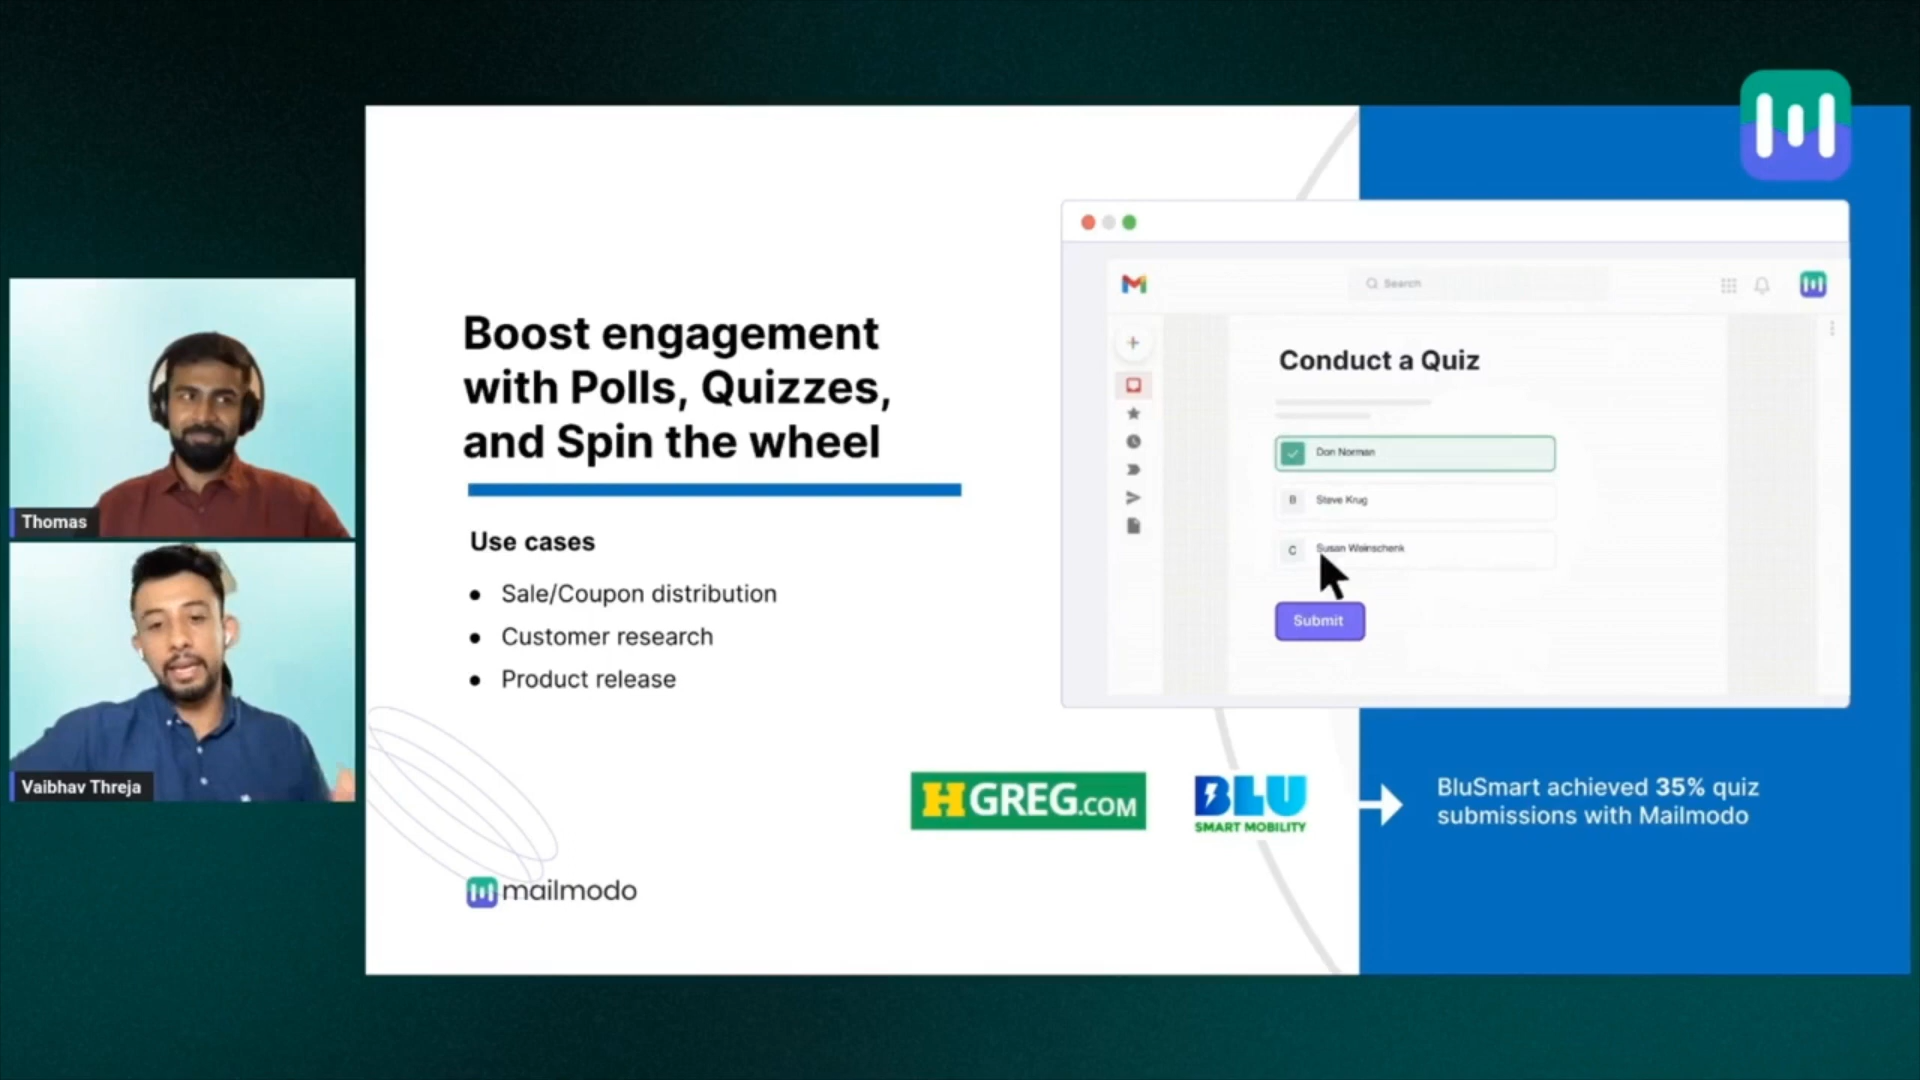 Thomas
Vaibhav Threja
Boost engagement
with Polls, Quizzes,
and Spin the wheel
Use cases
Sale/Coupon distribution
Customer research
Product release
Search
Conduct a Quiz
Don Norman
B Steve Krug
C Susan Weinschenk
Submit
HGREG.COM
BLU
SMART MOBILITY
BluSmart achieved 35% quiz
submissions with Mailmodo
mailmodo